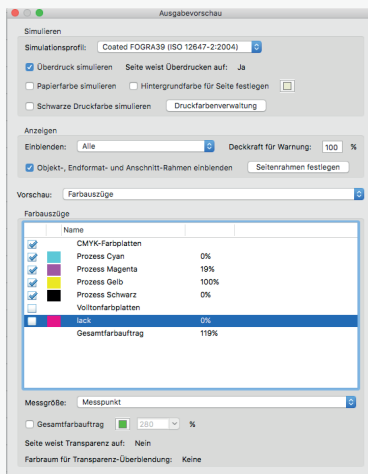 Ausgabevorschau
Simulieren
Simulationsprofil: Coated FOGRA39 (ISO 12647-2:2004)
Überdruck simulieren Seite weist Überdrucken auf: Ja
Papierfarbe simulieren Hintergrundfarbe für Seite festlegen
Schwarze Druckfarbe simulieren Druckfarbenverwaltung
Anzeigen
Einblenden: Alle Deckkraft für Warnung: 100 %
Objekt-, Endformat- und Anschnitt-Rahmen einblenden Seitenrahmen festlegen
Vorschau: Farbauszüge
Farbauszüge
Name
CMYK-Farbplatten
Prozess Cyan 0%
Prozess Magenta 19%
Prozess Gelb 100%
Prozess Schwarz 0%
Volltonfarbplatten
lack 0%
Gesamtfarbauftrag 119%
Messgröße: Messpunkt
Gesamtfarbauftrag 280 %
Seite weist Transparenz auf: Nein
Farbraum für Transparenz-Überblendung: Keine